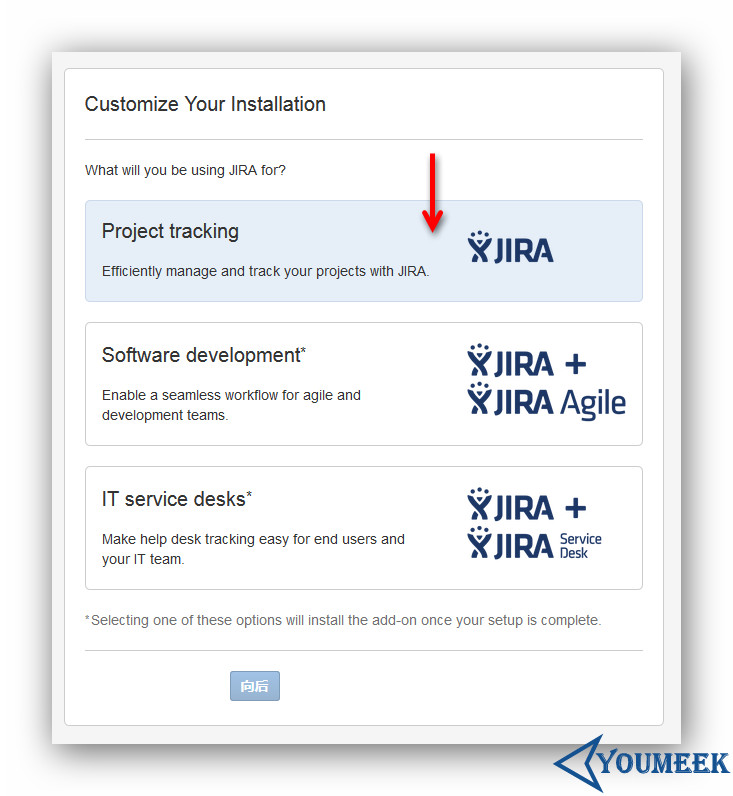 Customize Your Installation
What will you be using JIRA for?
Project tracking
Efficiently manage and track your projects with JIRA.
JIRA
Software development*
Enable a seamless workflow for agile and
development teams.
JIRA +
JIRA Agile
IT service desks*
Make help desk tracking easy for end users and
your IT team.
JIRA +
JIRA Service
Desk
*Selecting one of these options will install the add-on once your setup is complete.
向后
YOUMEEK